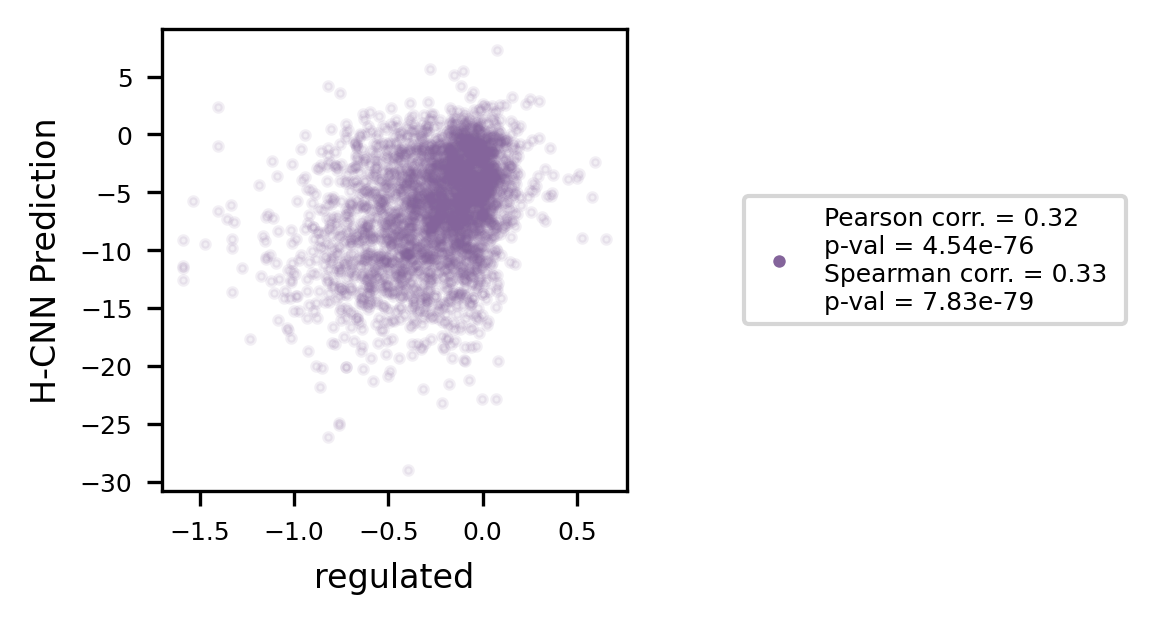 H-CNN Prediction
5
0
−5
−10
−15
−20
−25
−30
−1.5
−1.0
−0.5
0.0
0.5
regulated
Pearson corr. = 0.32
p-val = 4.54e-76
Spearman corr. = 0.33
p-val = 7.83e-79